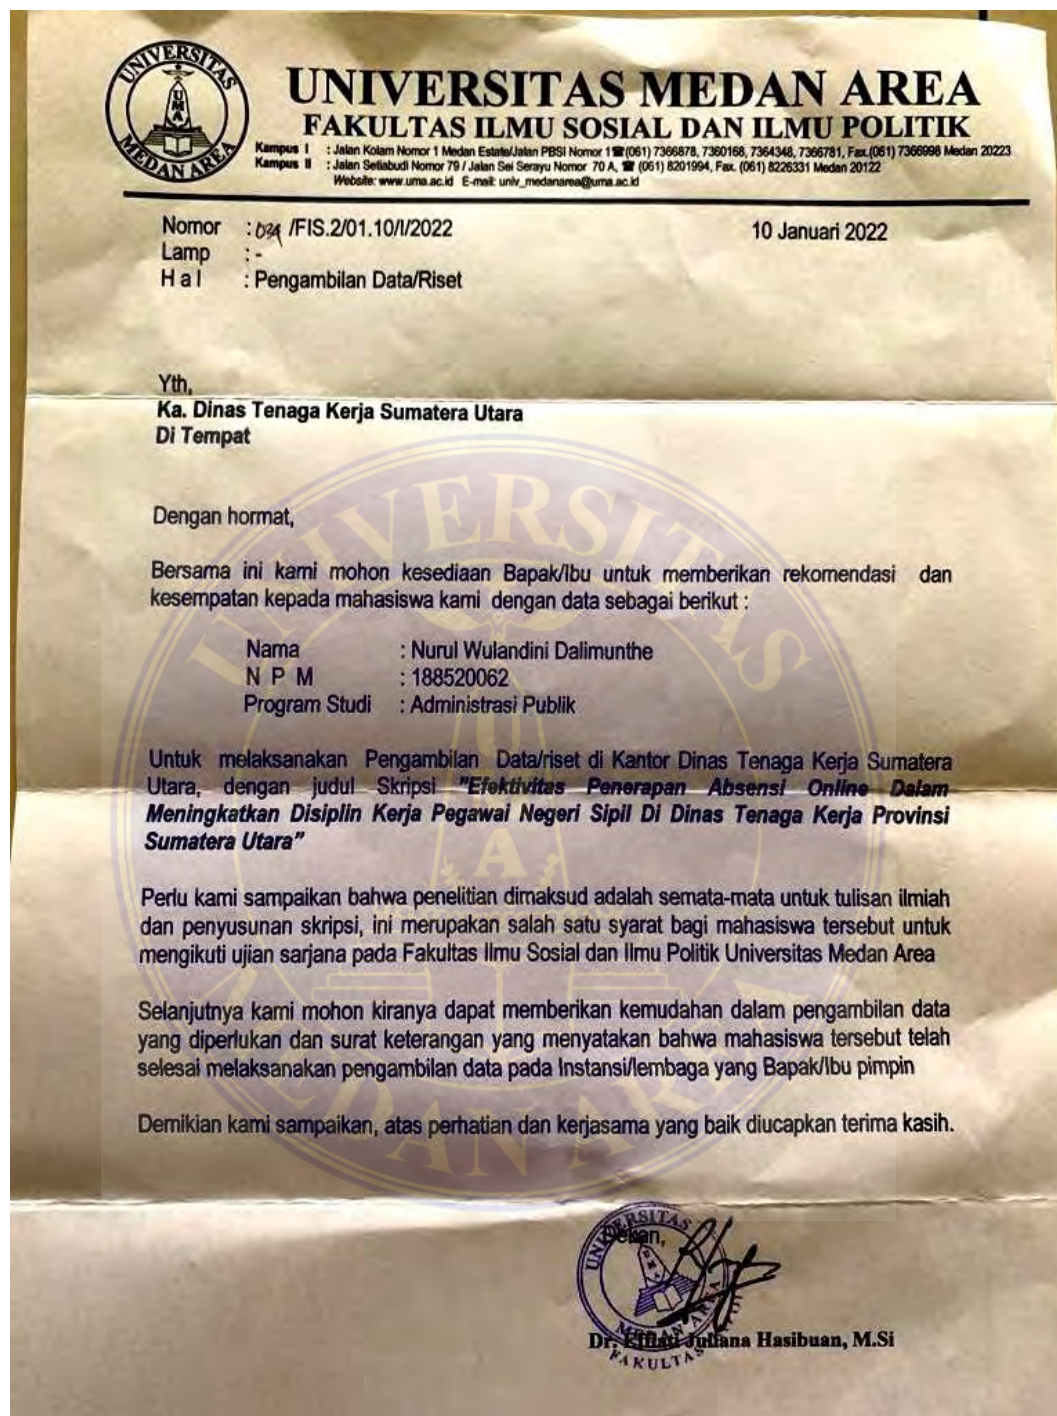 UNIVERSITAS MEDAN AREA
UNIVERSITAS MEDAN AREA
FAKULTAS ILMU SOSIAL DAN ILMU POLITIK
Kampus I : Jalan Kolam Nomor 1 Medan Estate/Jalan PBSI Nomor 1 ☎ (061) 7366878, 7360168, 7364348, 7366781, Fax.(061) 7366998 Medan 20223
Kampus II : Jalan Setiabudi Nomor 79 / Jalan Sei Serayu Nomor 70 A, ☎ (061) 8201994, Fax. (061) 8226331 Medan 20122
Website: www.uma.ac.id E-mail: univ_medanarea@uma.ac.id
Nomor : /FIS.2/01.10/I/2022 10 Januari 2022
Lamp : -
H a l : Pengambilan Data/Riset
Yth,
Ka. Dinas Tenaga Kerja Sumatera Utara
Di Tempat
Dengan hormat,
Bersama ini kami mohon kesediaan Bapak/Ibu untuk memberikan rekomendasi dan
kesempatan kepada mahasiswa kami dengan data sebagai berikut :
Nama : Nurul Wulandini Dalimunthe
N P M : 188520062
Program Studi : Administrasi Publik
Untuk melaksanakan Pengambilan Data/riset di Kantor Dinas Tenaga Kerja Sumatera
Utara, dengan judul Skripsi "Efektivitas Penerapan Absensi Online Dalam
Meningkatkan Disiplin Kerja Pegawai Negeri Sipil Di Dinas Tenaga Kerja Provinsi
Sumatera Utara"
Perlu kami sampaikan bahwa penelitian dimaksud adalah semata-mata untuk tulisan ilmiah
dan penyusunan skripsi, ini merupakan salah satu syarat bagi mahasiswa tersebut untuk
mengikuti ujian sarjana pada Fakultas Ilmu Sosial dan Ilmu Politik Universitas Medan Area
Selanjutnya kami mohon kiranya dapat memberikan kemudahan dalam pengambilan data
yang diperlukan dan surat keterangan yang menyatakan bahwa mahasiswa tersebut telah
selesai melaksanakan pengambilan data pada Instansi/lembaga yang Bapak/Ibu pimpin
Demikian kami sampaikan, atas perhatian dan kerjasama yang baik diucapkan terima kasih.
Dekan,
UNIVERSITAS MEDAN AREA
FAKULTAS
Dr. Juliana Hasibuan, M.Si
UNIVERSITAS MEDAN AREA